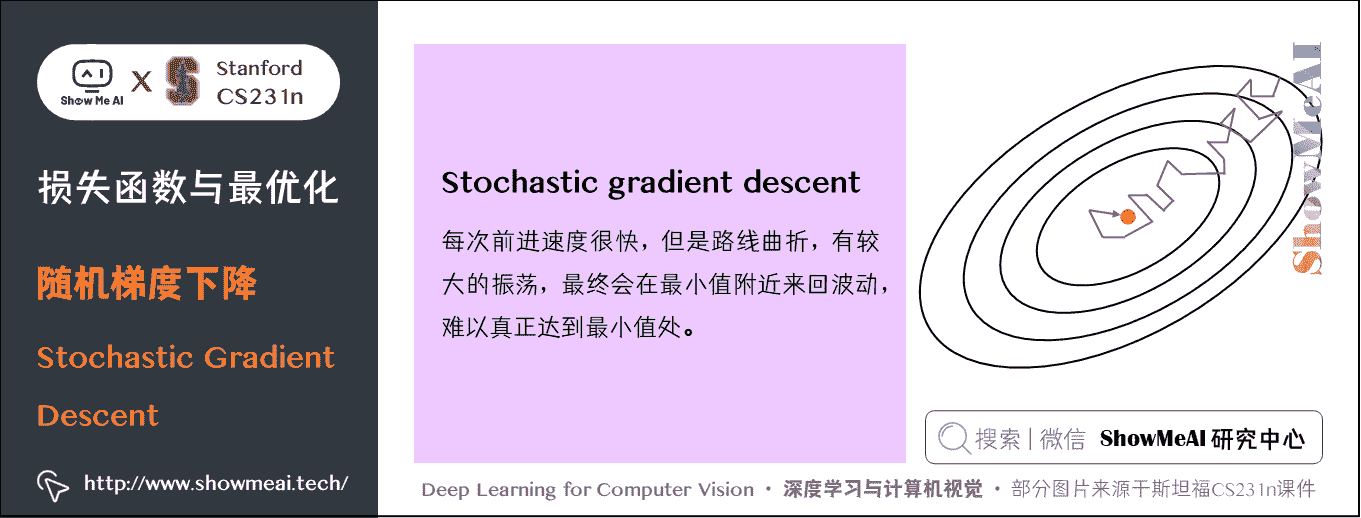 Show Me AI
X
Stanford
CS231n
损失函数与最优化
随机梯度下降
Stochastic Gradient
Descent
http://www.showmeai.tech/
Stochastic gradient descent
每次前进速度很快，但是路线曲折，有较
大的振荡，最终会在最小值附近来回波动，
难以真正达到最小值处。
ShowMeAI
搜索 | 微信 ShowMeAI 研究中心
Deep Learning for Computer Vision · 深度学习与计算机视觉 · 部分图片来源于斯坦福CS231n课件